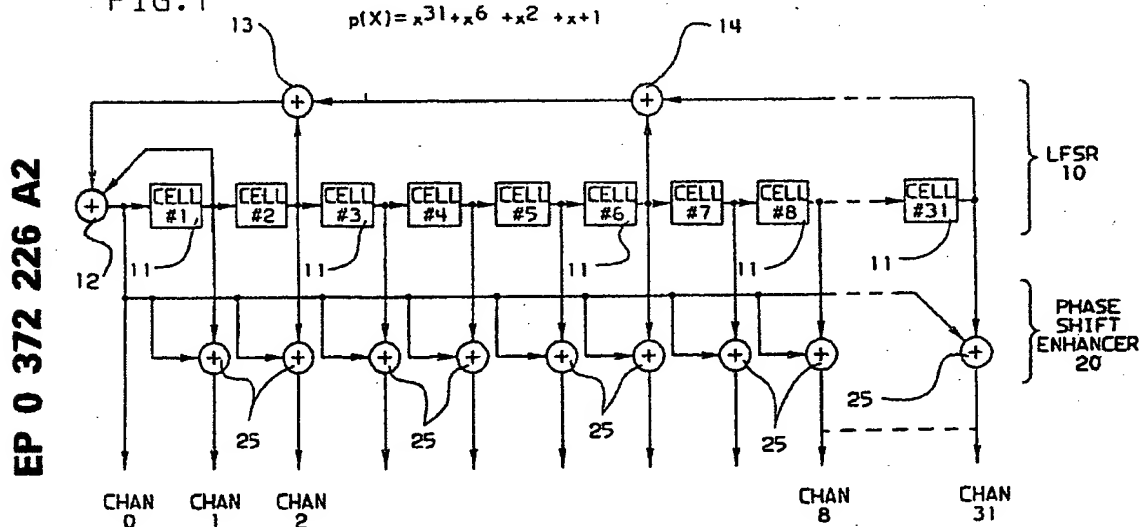 FIG.1
p(X)= x31+x6 +x2 +x+1
13
14
+
+
LFSR
10
+
CELL
#1
CELL
#2
CELL
#3
CELL
#4
CELL
#5
CELL
#6
CELL
#7
CELL
#8
CELL
#31
12
11
11
11
11
11
PHASE
SHIFT
ENHANCER
20
+
+
+
+
+
+
+
+
+
25
25
25
25
25
CHAN
0
CHAN
1
CHAN
2
CHAN
8
CHAN
31
EP 0 372 226 A2